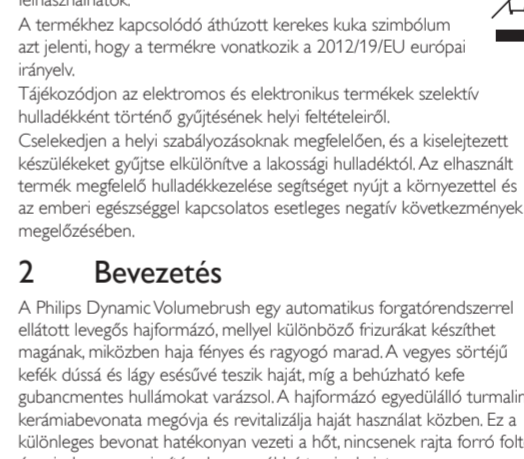 felhasználhatók.
A termékhez kapcsolódó áthúzott kerekes kuka szimbólum
azt jelenti, hogy a termékre vonatkozik a 2012/19/EU európai
irányelv.
Tájékozódjon az elektromos és elektronikus termékek szelektív
hulladékként történő gyűjtésének helyi feltételeiről.
Cselekedjen a helyi szabályozásoknak megfelelően, és a kiselejtezett
készülékeket gyűjtse elkülönítve a lakossági hulladéktól. Az elhasznált
termék megfelelő hulladékkezelése segítséget nyújt a környezettel és
az emberi egészséggel kapcsolatos esetleges negatív következmények
megelőzésében.
2 Bevezetés
A Philips Dynamic Volumebrush egy automatikus forgatórendszerrel
ellátott levegős hajformázó, mellyel különböző frizurákat készíthet
magának, miközben haja fényes és ragyogó marad. A vegyes sörtéjű
kefék dússá és lágy esésűvé teszik haját, míg a behúzható kefe
gubancmentes hullámokat varázsol. A hajformázó egyedülálló turmalin
kerámiabevonata megóvja és revitalizálja haját használat közben. Ez a
különleges bevonat hatékonyan vezeti a hőt, nincsenek rajta forró